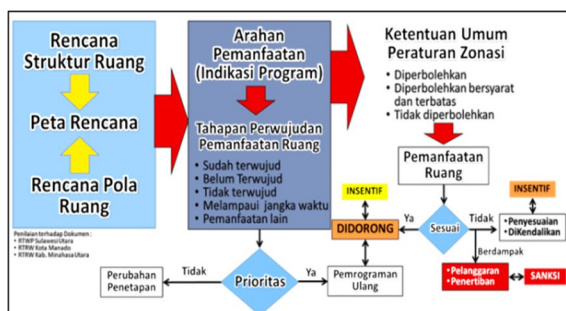 Rencana
Struktur Ruang
Peta Rencana
Rencana Pola
Ruang
Penilaian terhadap Dokumen :
• RTWP Sulawesi Utara
• RTRW Kota Manado
• RTRW Kab. Minahasa Utara
Arahan
Pemanfaatan
(Indikasi Program)
Tahapan Perwujudan
Pemanfaatan Ruang
• Sudah terwujud
• Belum Terwujud
• Tidak terwujud
• Melampaui jangka waktu
• Pemanfaatan lain
Ketentuan Umum
Peraturan Zonasi
• Diperbolehkan
• Diperbolehkan bersyarat
dan terbatas
• Tidak diperbolehkan
Pemanfaatan
Ruang
INSENTIF
INSENTIF
DIDORONG
Ya
Sesuai
Tidak
• Penyesuaian
• DiKendalikan
Berdampak
Perubahan
Penetapan
Tidak
Prioritas
Ya
Pemrograman
Ulang
• Pelanggaran
• Penertiban
SANKSI